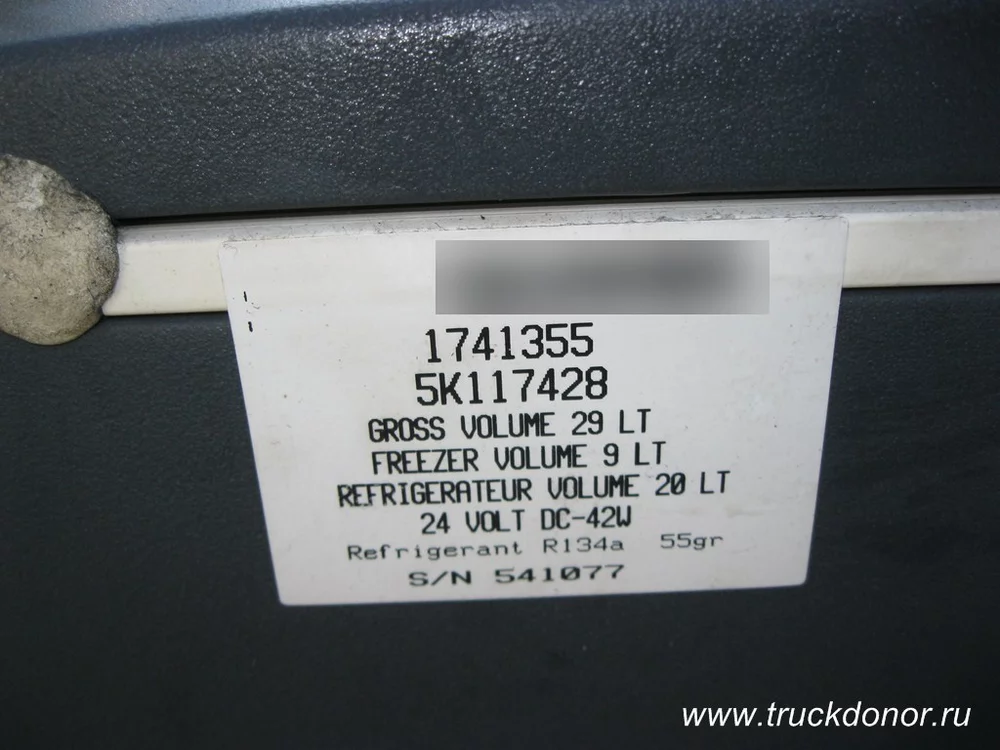 1741355
5K117428
GROSS VOLUME 29 LT
FREEZER VOLUME 9 LT
REFRIGERATEUR VOLUME 20 LT
24 VOLT DC-42W
Refrigerant R134a 55gr
S/N 541077
www.truckdonor.ru